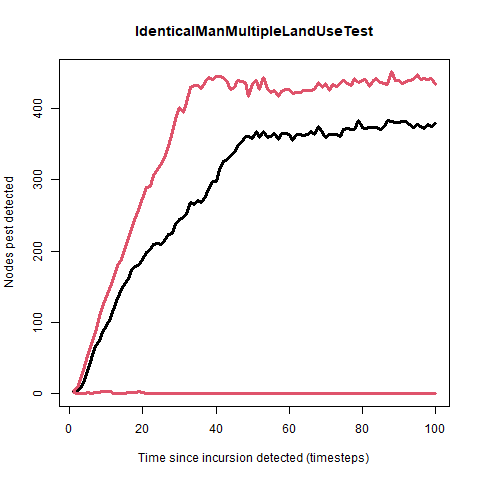 IdenticalManMultipleLandUseTest
Nodes pest detected
400
300
200
100
0
0 20 40 60 80 100
Time since incursion detected (timesteps)